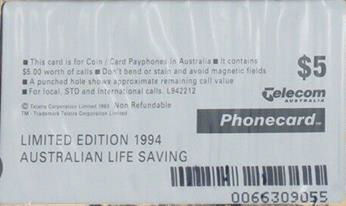 ■ This card is for Coin / Card Payphones in Australia ■ It contains
$5.00 worth of calls ■ Don't bend or stain and avoid magnetic fields
■ A punched hole shows approximate remaining call value
■ For local, STD and International calls. L942212
$5
Telecom
AUSTRALIA
© Telstra Corporation Limited 1993 Non Refundable
TM - Trademark Telstra Corporation Limited
Phonecard™
LIMITED EDITION 1994
AUSTRALIAN LIFE SAVING
0066309055